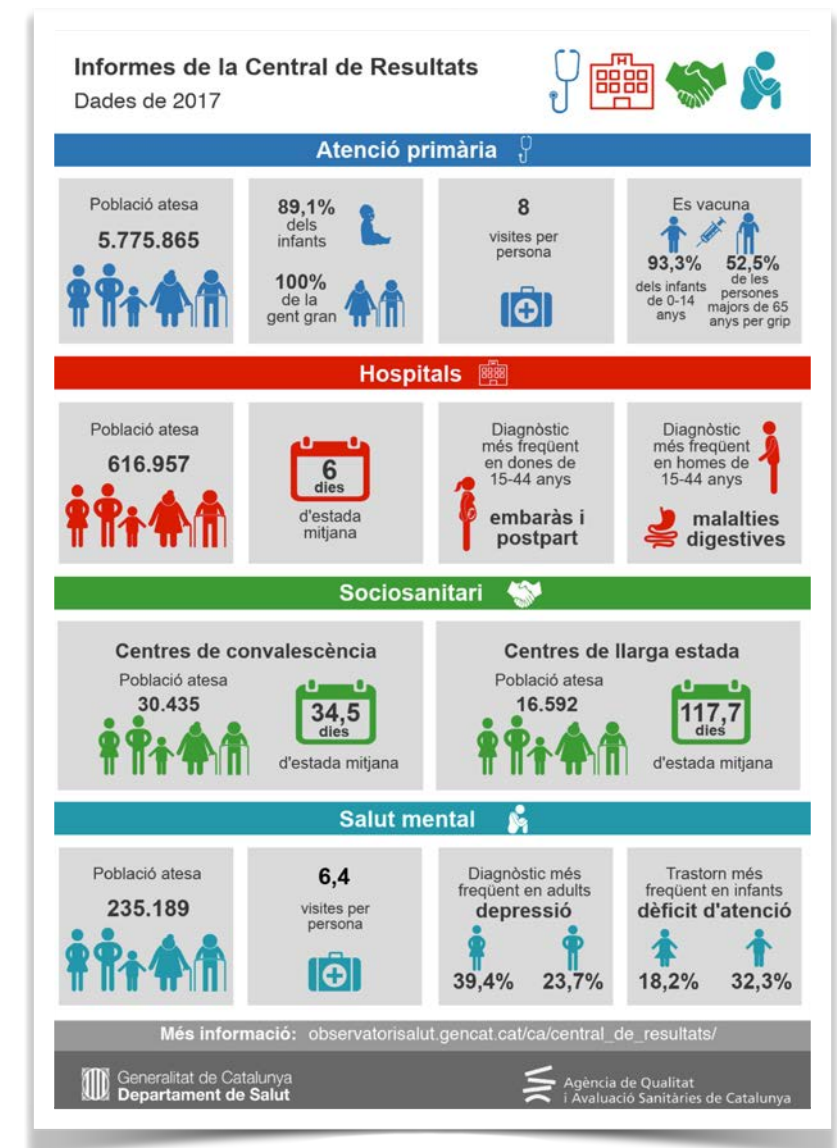 Informes de la Central de Resultats
Dades de 2017
Atenció primària
Població atesa
5.775.865
89,1%
dels
infants
100%
de la
gent gran
8
visites per
persona
Es vacuna
93,3%
dels infants
de 0-14
anys
52,5%
de les
persones
majors de 65
anys per grip
Hospitals
Població atesa
616.957
6
dies
d'estada
mitjana
Diagnòstic
més freqüent
en dones de
15-44 anys
embaràs i
postpart
Diagnòstic
més freqüent
en homes de
15-44 anys
malalties
digestives
Sociosanitari
Centres de convalescència
Població atesa
30.435
34,5
dies
d'estada mitjana
Centres de llarga estada
Població atesa
16.592
117,7
dies
d'estada mitjana
Salut mental
Població atesa
235.189
6,4
visites per
persona
Diagnòstic més
freqüent en adults
depressió
39,4% 23,7%
Trastorn més
freqüent en infants
dèficit d'atenció
18,2% 32,3%
Més informació: observatorisalut.gencat.cat/ca/central_de_resultats/
Generalitat de Catalunya
Departament de Salut
Agència de Qualitat
i Avaluació Sanitàries de Catalunya